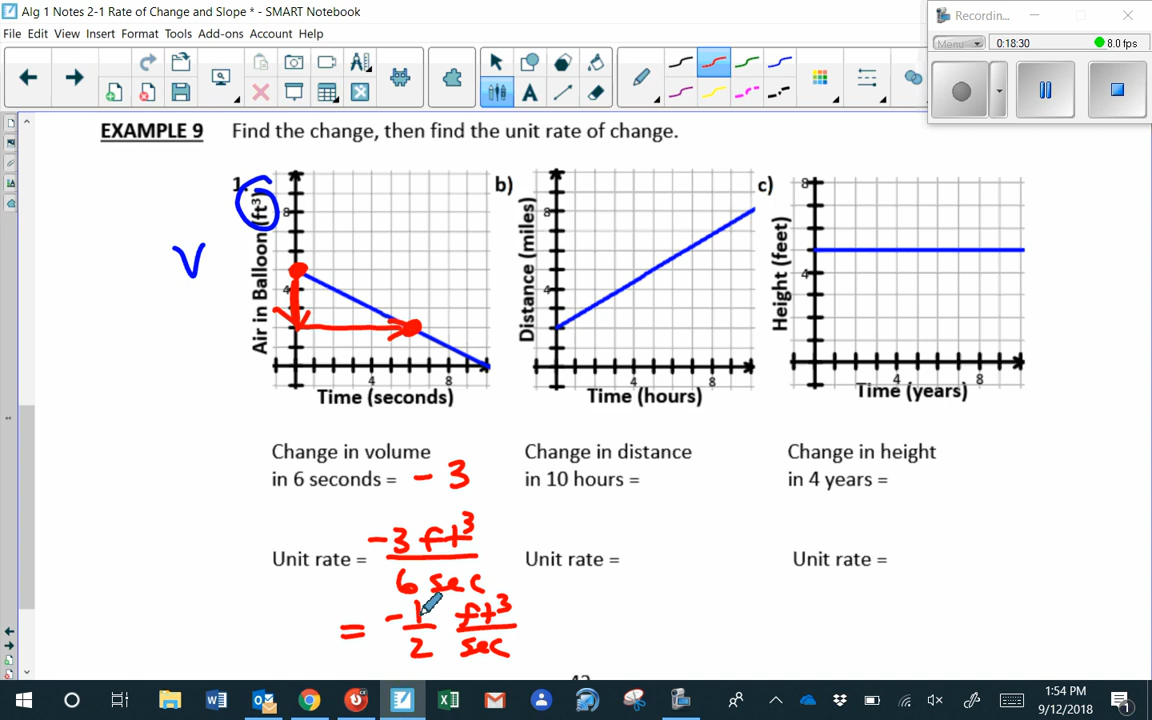 Alg 1 Notes 2-1 Rate of Change and Slope * - SMART Notebook
File Edit View Insert Format Tools Add-ons Account Help
Recordin...
Menu
0:18:30
8.0 fps
EXAMPLE 9 Find the change, then find the unit rate of change.
1.
Air in Balloon (ft³)
8
4
4
8
Time (seconds)
V
b)
Distance (miles)
8
4
4
8
Time (hours)
c)
Height (feet)
8
4
4
8
Time (years)
Change in volume
in 6 seconds = - 3
Unit rate = -3 ft³
6 sec
= -1 ft³
2 sec
Change in distance
in 10 hours =
Unit rate =
Change in height
in 4 years =
Unit rate =
1:54 PM
9/12/2018
1